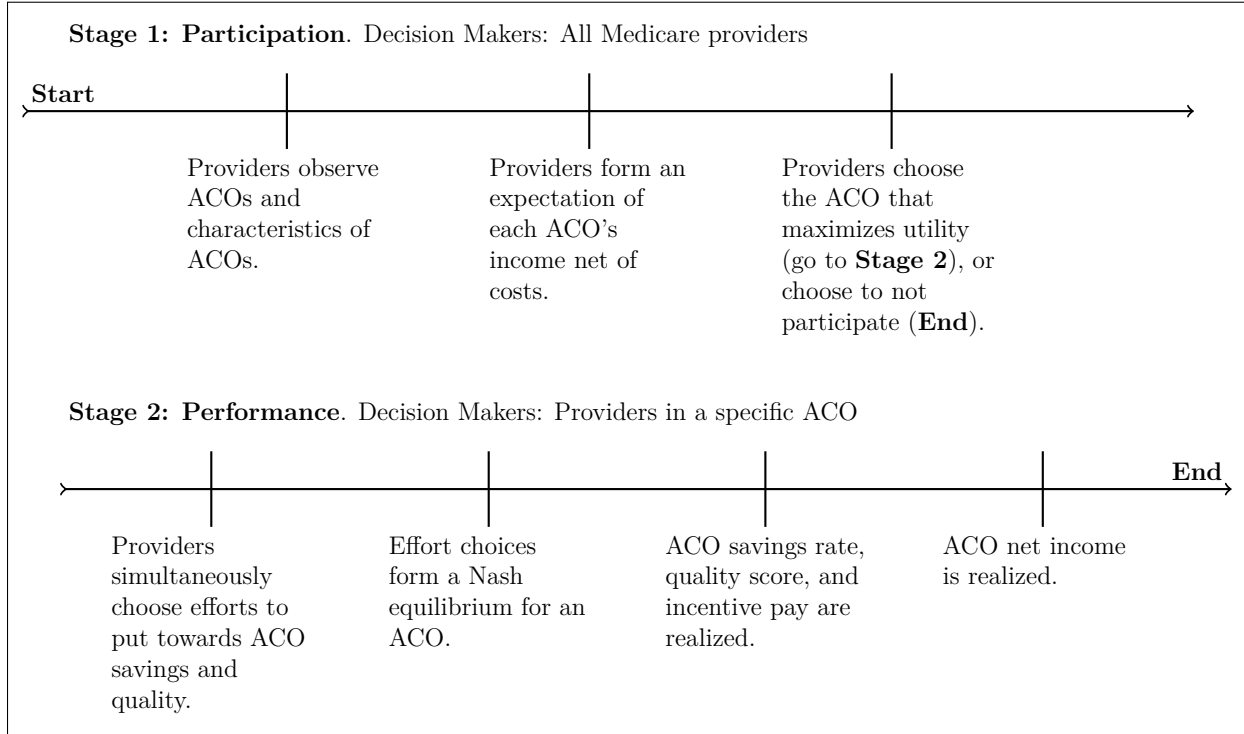 Stage 1: Participation. Decision Makers: All Medicare providers
Start
Providers observe
ACOs and
characteristics of
ACOs.
Providers form an
expectation of
each ACO's
income net of
costs.
Providers choose
the ACO that
maximizes utility
(go to Stage 2), or
choose to not
participate (End).
Stage 2: Performance. Decision Makers: Providers in a specific ACO
End
Providers
simultaneously
choose efforts to
put towards ACO
savings and
quality.
Effort choices
form a Nash
equilibrium for an
ACO.
ACO savings rate,
quality score, and
incentive pay are
realized.
ACO net income
is realized.